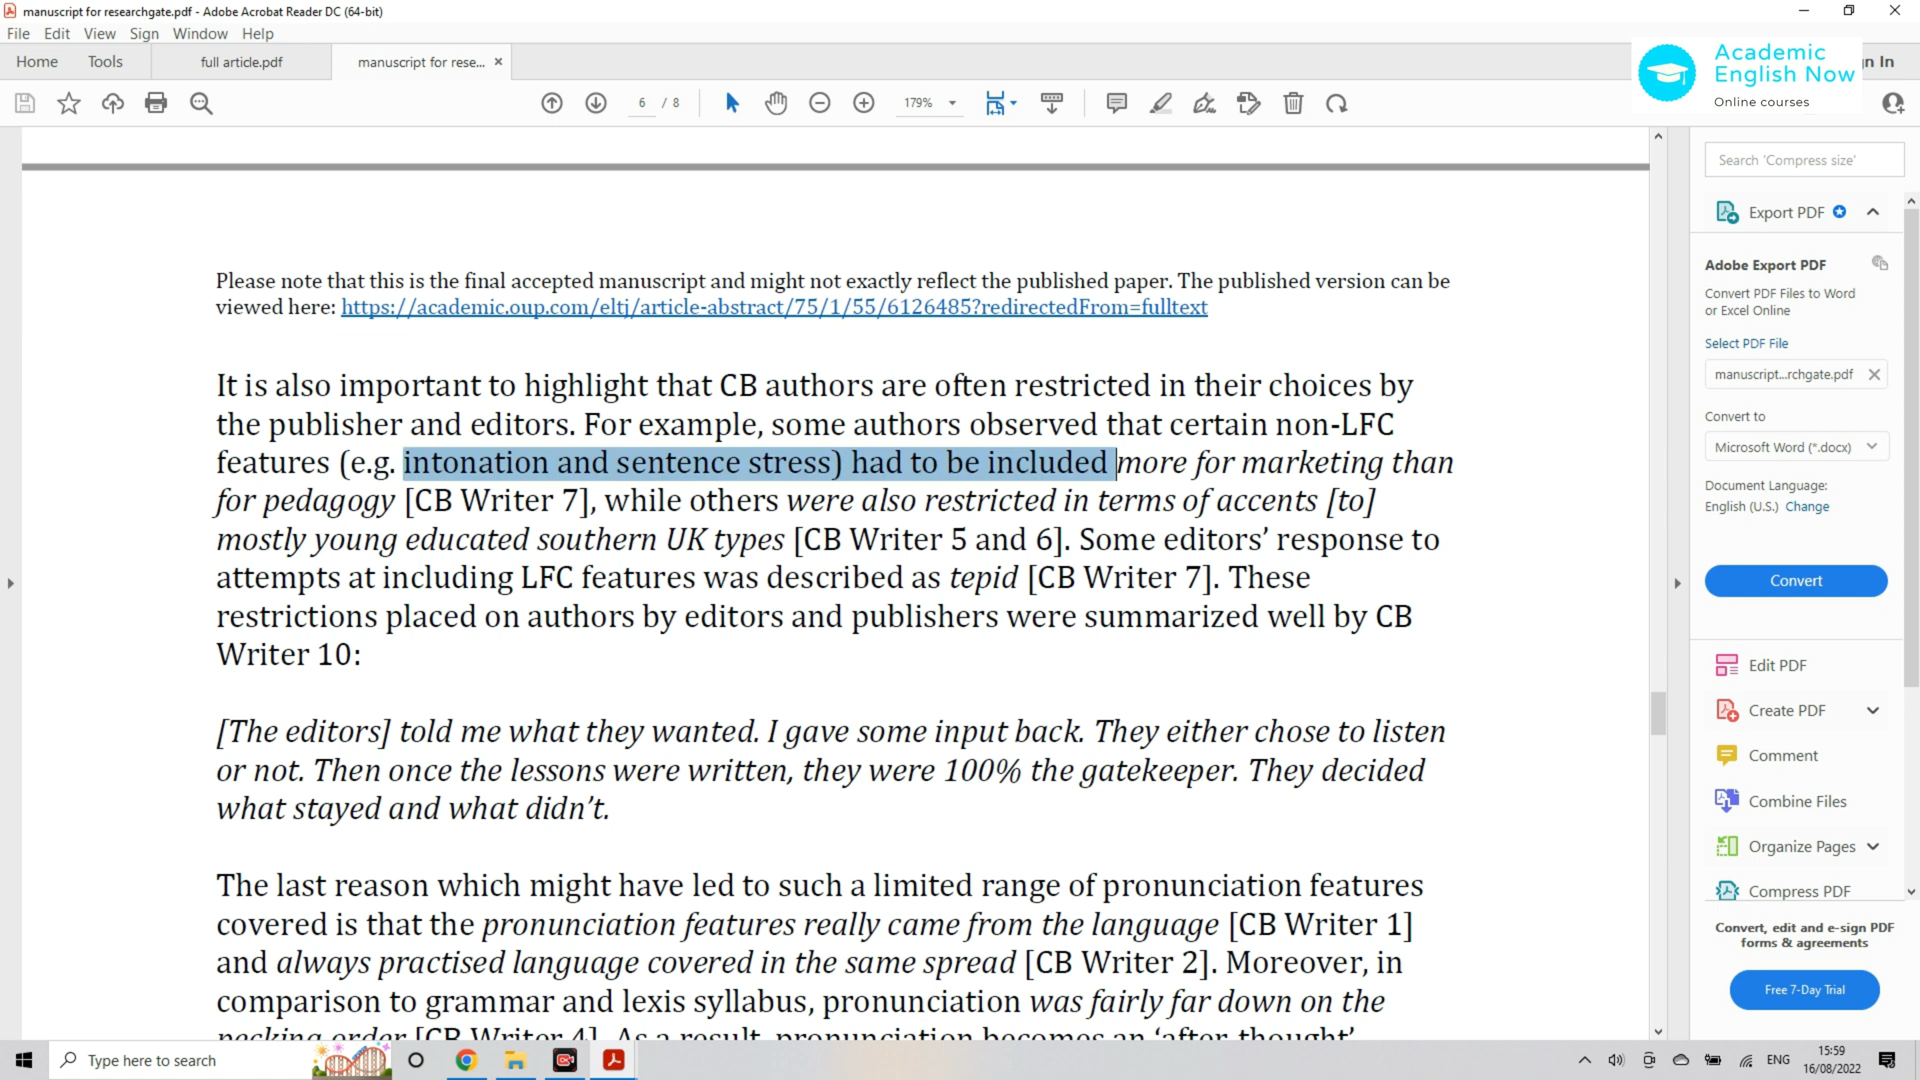 manuscript for researchgate.pdf - Adobe Acrobat Reader DC (64-bit)
File Edit View Sign Window Help
Home Tools full article.pdf manuscript for rese... ×
Academic
English Now
Online courses
n In
6 / 8 179%
Search 'Compress size'
Export PDF
Adobe Export PDF
Convert PDF Files to Word
or Excel Online
Select PDF File
manuscript...rchgate.pdf
Convert to
Microsoft Word (*.docx)
Document Language:
English (U.S.) Change
Convert
Edit PDF
Create PDF
Comment
Combine Files
Organize Pages
Compress PDF
Convert, edit and e-sign PDF
forms & agreements
Free 7-Day Trial
Please note that this is the final accepted manuscript and might not exactly reflect the published paper. The published version can be
viewed here: https://academic.oup.com/eltj/article-abstract/75/1/55/6126485?redirectedFrom=fulltext
It is also important to highlight that CB authors are often restricted in their choices by
the publisher and editors. For example, some authors observed that certain non-LFC
features (e.g. intonation and sentence stress) had to be included more for marketing than
for pedagogy [CB Writer 7], while others were also restricted in terms of accents [to]
mostly young educated southern UK types [CB Writer 5 and 6]. Some editors’ response to
attempts at including LFC features was described as tepid [CB Writer 7]. These
restrictions placed on authors by editors and publishers were summarized well by CB
Writer 10:
[The editors] told me what they wanted. I gave some input back. They either chose to listen
or not. Then once the lessons were written, they were 100% the gatekeeper. They decided
what stayed and what didn’t.
The last reason which might have led to such a limited range of pronunciation features
covered is that the pronunciation features really came from the language [CB Writer 1]
and always practised language covered in the same spread [CB Writer 2]. Moreover, in
comparison to grammar and lexis syllabus, pronunciation was fairly far down on the
pecking order [CB Writer 4]. As a result, pronunciation becomes an ‘after-thought’
Type here to search
ENG
15:59
16/08/2022